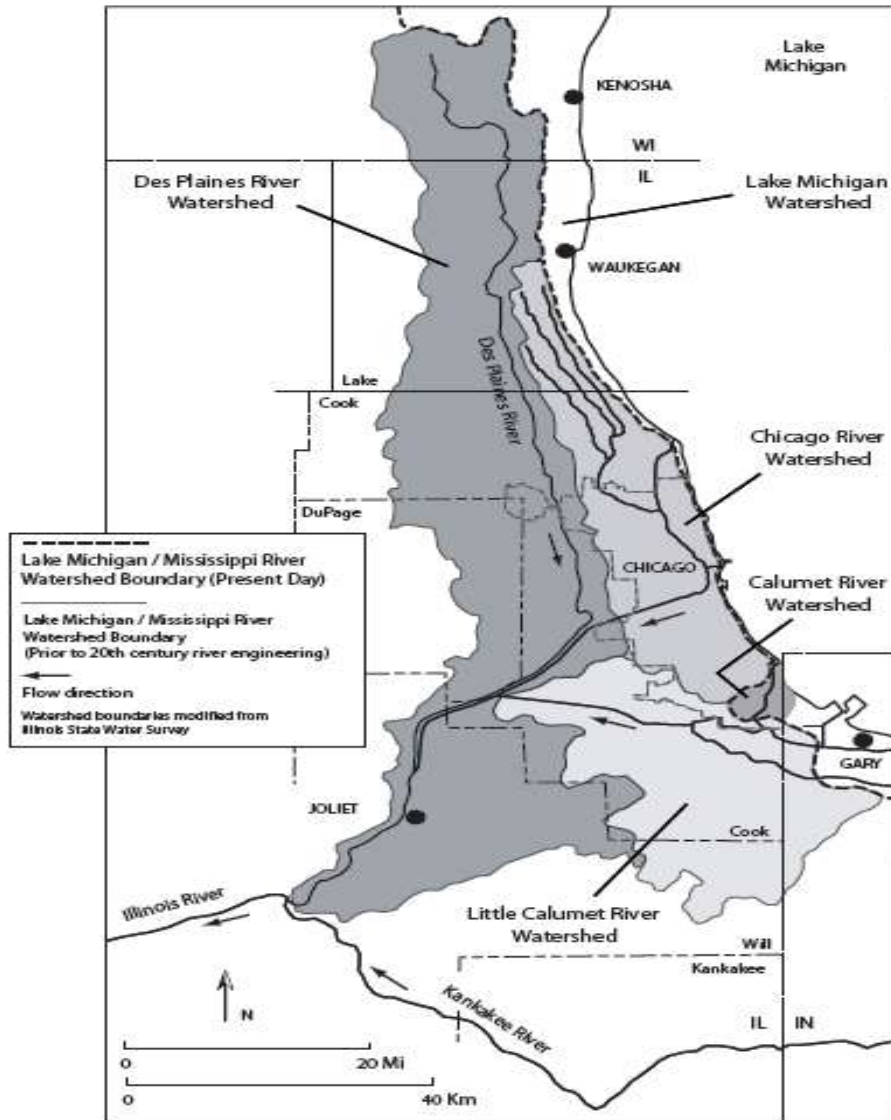 Lake
Michigan
KENOSHA
WI
IL
Des Plaines River
Watershed
Lake Michigan
Watershed
WAUKEGAN
Des Plaines River
Lake
Cook
Chicago River
Watershed
DuPage
CHICAGO
Calumet River
Watershed
Lake Michigan / Mississippi River
Watershed Boundary (Present Day)
Lake Michigan / Mississippi River
Watershed Boundary
(Prior to 20th century river engineering)
Flow direction
Watershed boundaries modified from
Illinois State Water Survey
GARY
JOLIET
Cook
Illinois River
Little Calumet River
Watershed
Will
Kankakee
Kankakee River
N
IL IN
0 20 Mi
0 40 Km